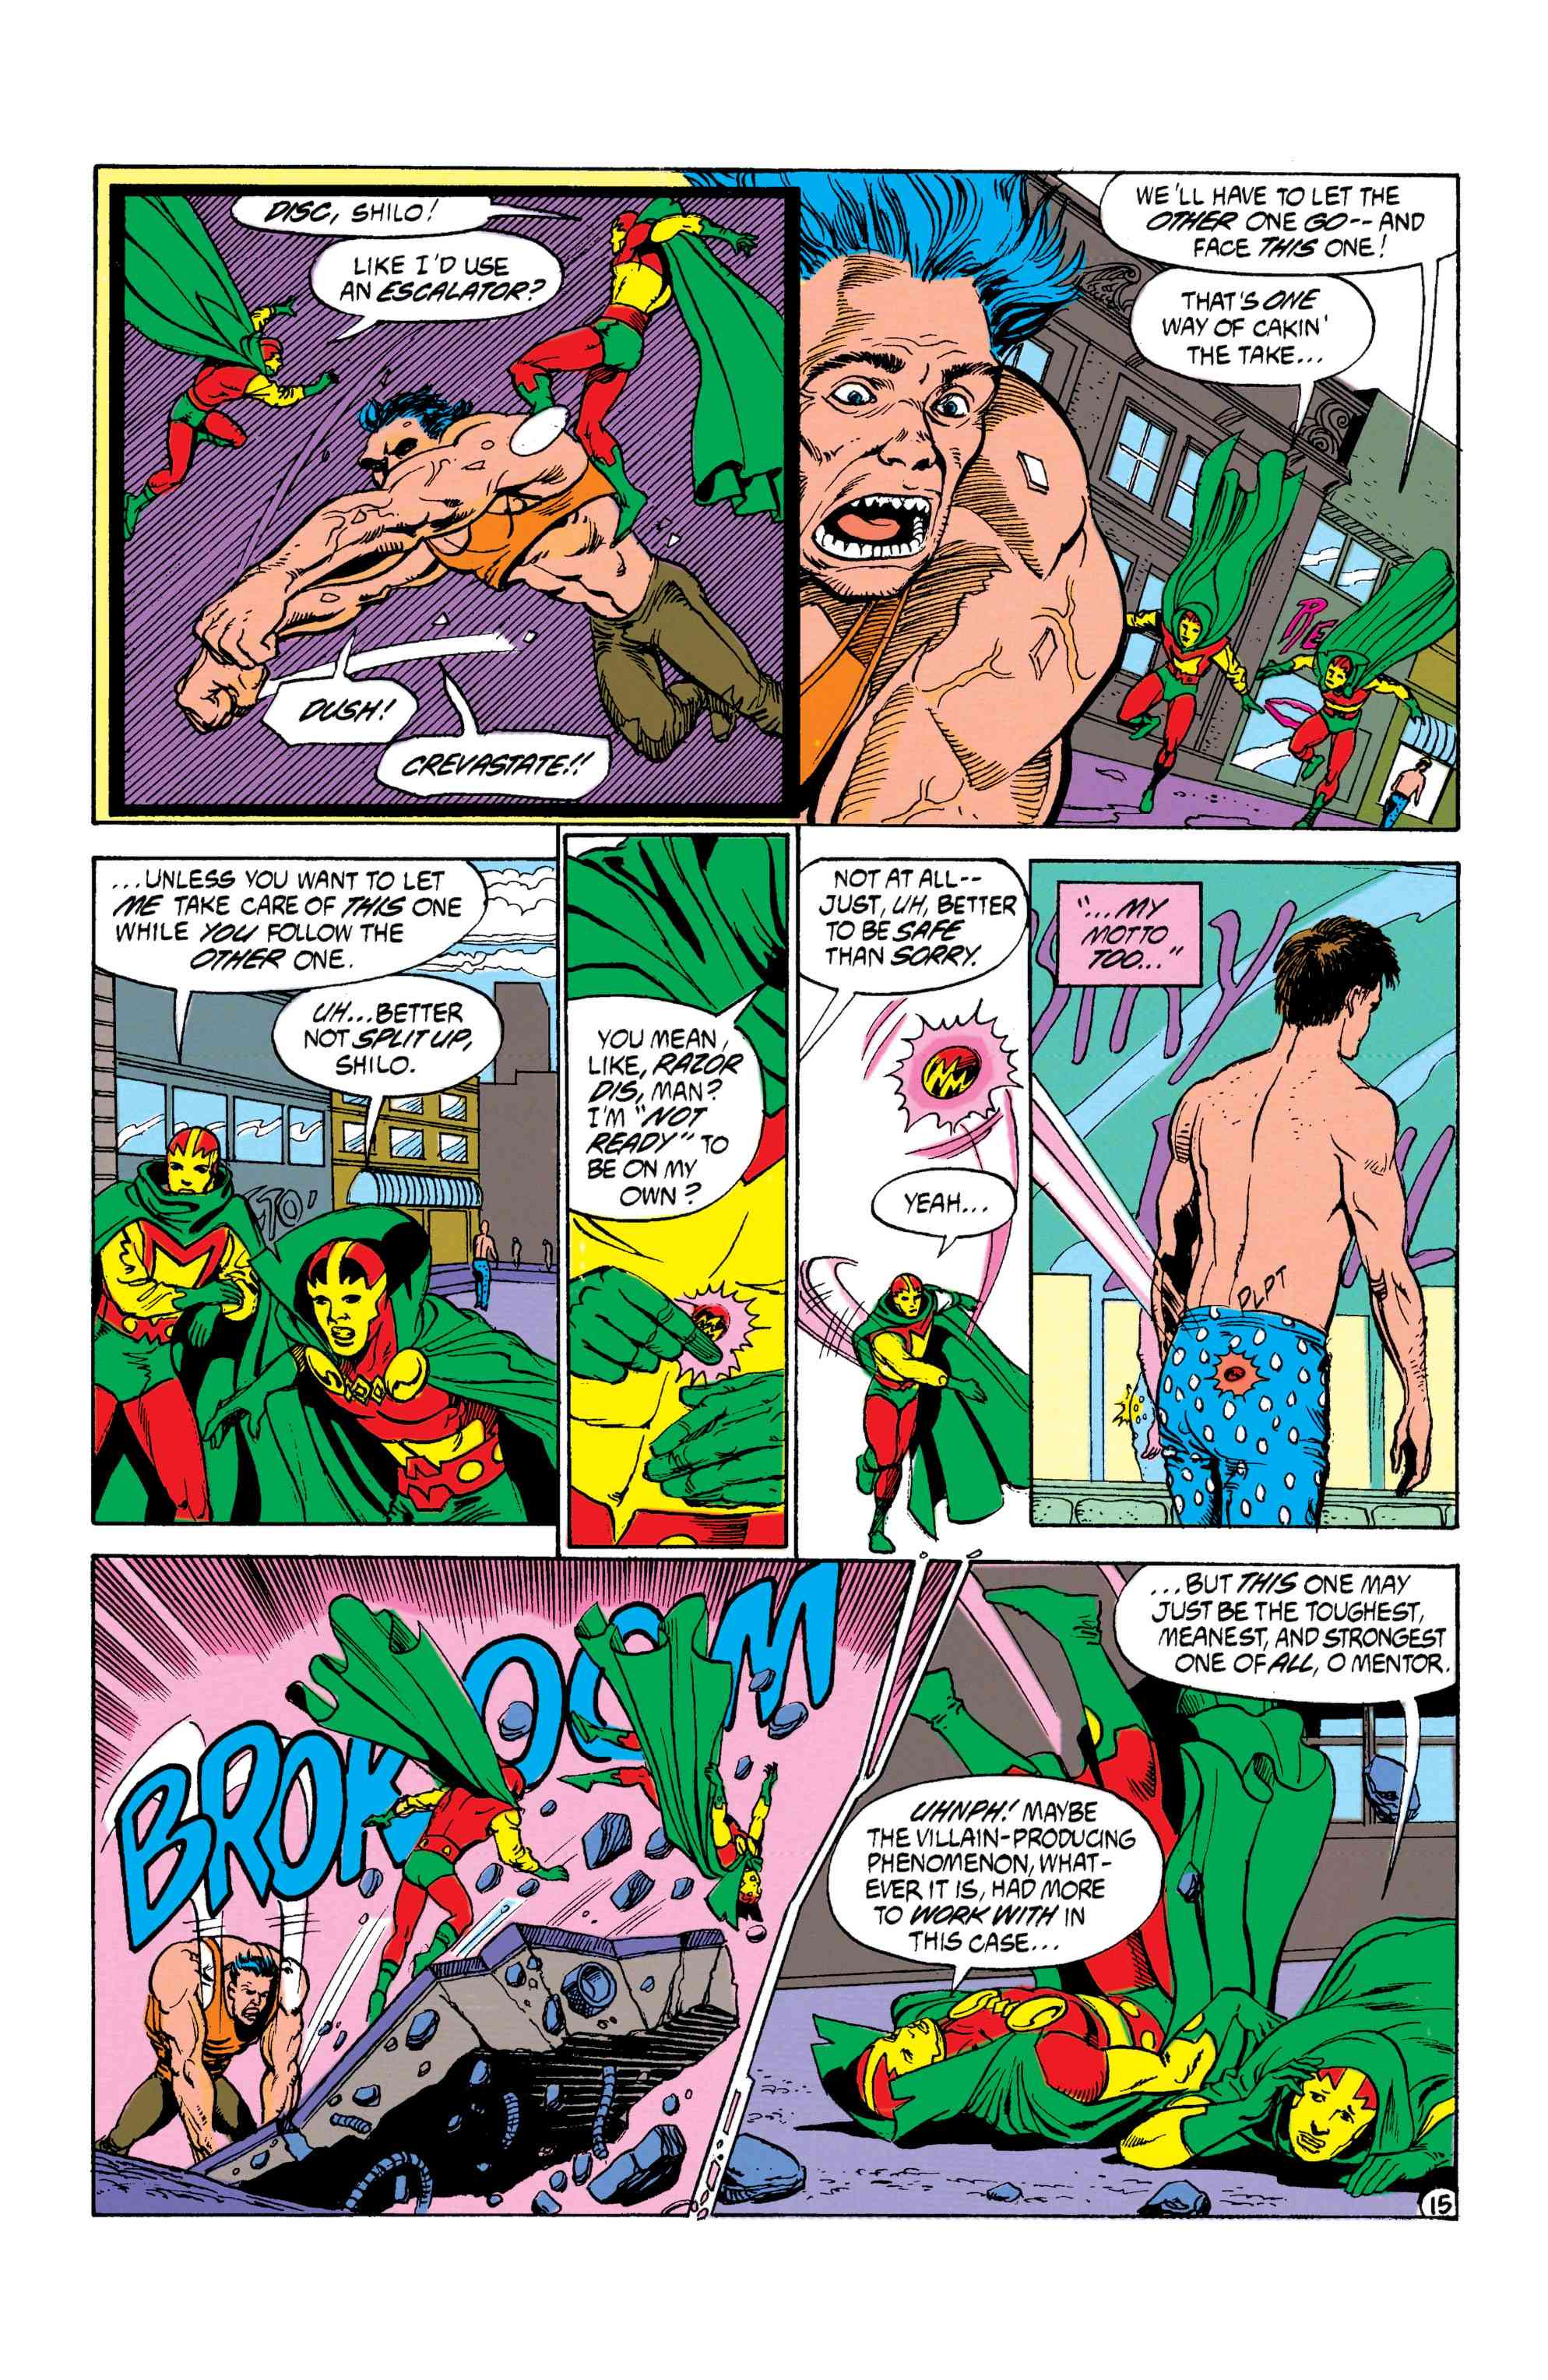 DISC, SHILO!
LIKE I'D USE
AN ESCALATOR?
DUSH!
CREVASTATE!!
WE'LL HAVE TO LET THE
OTHER ONE GO-- AND
FACE THIS ONE!
THAT'S ONE
WAY OF CAKIN'
THE TAKE...
RE
...UNLESS YOU WANT TO LET
ME TAKE CARE OF THIS ONE
WHILE YOU FOLLOW THE
OTHER ONE.
UH...BETTER
NOT SPLIT UP,
SHILO.
YOU MEAN,
LIKE, RAZOR
DIS, MAN?
I'M "NOT
READY" TO
BE ON MY
OWN?
NOT AT ALL--
JUST, UH, BETTER
TO BE SAFE
THAN SORRY.
YEAH...
"...MY
MOTTO
TOO..."
PLPT
BROKOOOM
...BUT THIS ONE MAY
JUST BE THE TOUGHEST,
MEANEST, AND STRONGEST
ONE OF ALL, O MENTOR.
UHNPH! MAYBE
THE VILLAIN-PRODUCING
PHENOMENON, WHAT-
EVER IT IS, HAD MORE
TO WORK WITH IN
THIS CASE...
15